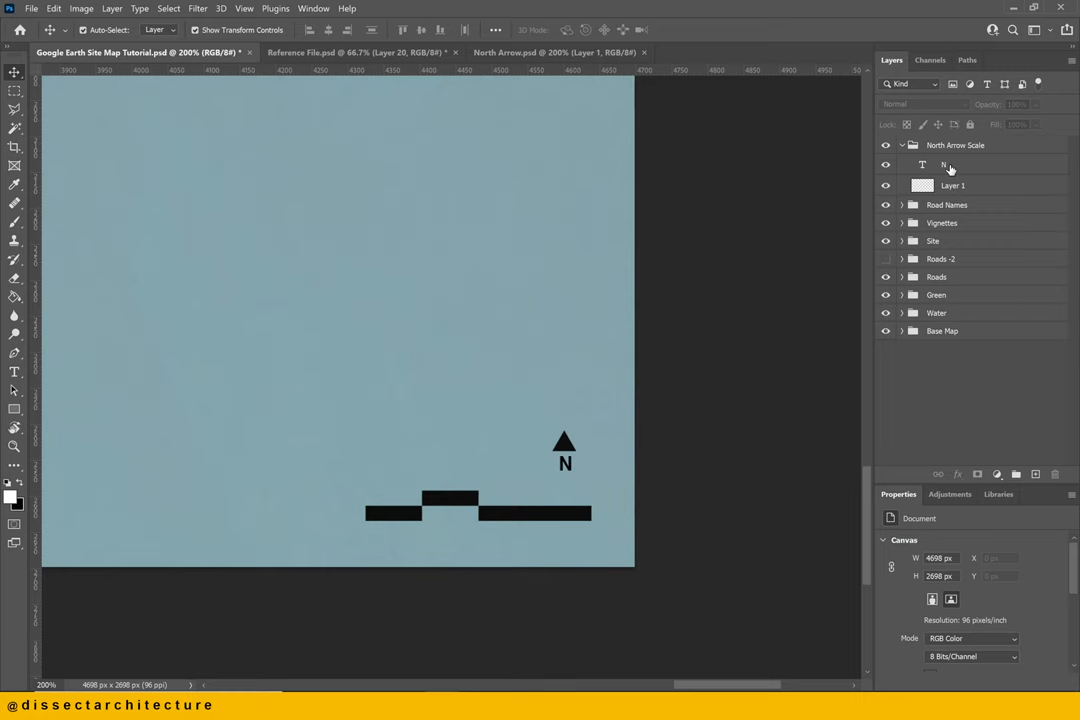 Ps File Edit Image Layer Type Select Filter 3D View Plugins Window Help
Auto-Select: Layer Show Transform Controls 3D Mode:
Google Earth Site Map Tutorial.psd @ 200% (RGB/8#) * × Reference File.psd @ 66.7% (Layer 20, RGB/8#) * × North Arrow.psd @ 200% (Layer 1, RGB/8#) ×
3900 3950 4000 4050 4100 4150 4200 4250 4300 4350 4400 4450 4500 4550 4600 4650 4700 4750 4800 4850 4900 4950
Layers Channels Paths
Kind
Normal Opacity: 100%
Lock: Fill: 100%
North Arrow Scale
T N
Layer 1
Road Names
Vignettes
Site
Roads -2
Roads
Green
Water
Base Map
N
fx
Properties Adjustments Libraries
Document
Canvas
W 4698 px X 0 px
H 2698 px Y 0 px
Resolution: 96 pixels/inch
Mode RGB Color
8 Bits/Channel
200% 4698 px x 2698 px (96 ppi)
@dissectarchitecture